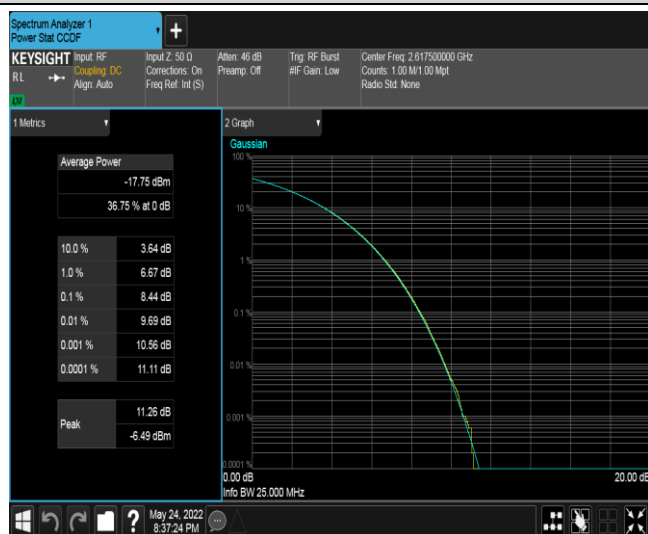 Spectrum Analyzer 1
Power Stat CCDF
KEYSIGHT
RL
LXI
Input: RF
Coupling: DC
Align: Auto
Input Z: 50 Ω
Corrections: On
Freq Ref: Int (S)
Atten: 46 dB
Preamp: Off
Trig: RF Burst
#IF Gain: Low
Center Freq: 2.617500000 GHz
Counts: 1.00 M/1.00 Mpt
Radio Std: None
1 Metrics
Average Power
-17.75 dBm
36.75 % at 0 dB
10.0 % 3.64 dB
1.0 % 6.67 dB
0.1 % 8.44 dB
0.01 % 9.69 dB
0.001 % 10.56 dB
0.0001 % 11.11 dB
Peak 11.26 dB
-6.49 dBm
2 Graph
Gaussian
100 %
10 %
1 %
0.1 %
0.01 %
0.001 %
0.0001 %
0.00 dB 20.00 dB
Info BW 25.000 MHz
?
May 24, 2022
8:37:24 PM